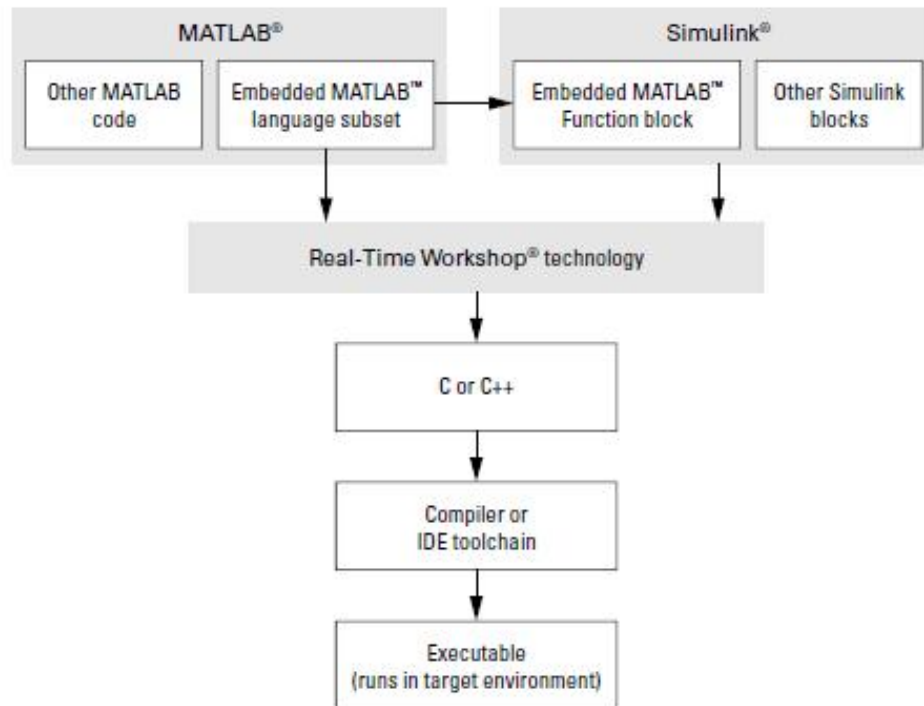 MATLAB®
Simulink®
Other MATLAB
code
Embedded MATLAB™
language subset
Embedded MATLAB™
Function block
Other Simulink
blocks
Real-Time Workshop® technology
C or C++
Compiler or
IDE toolchain
Executable
(runs in target environment)